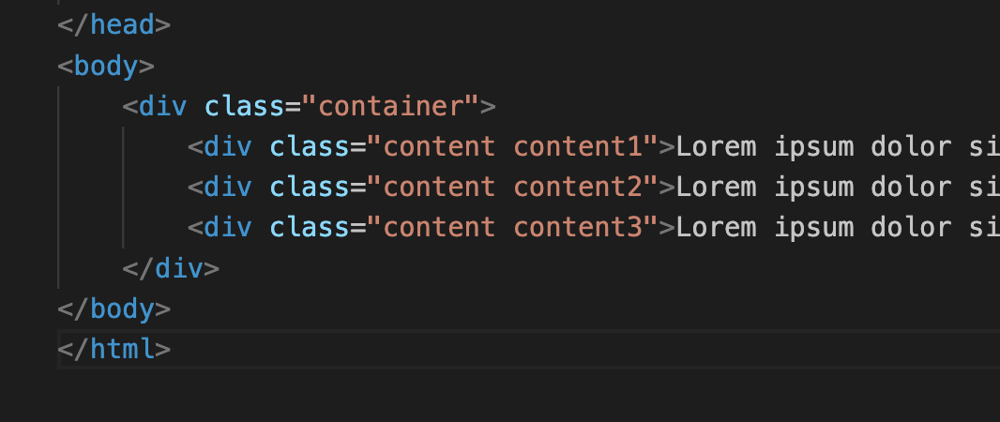 </head>
<body>
<div class="container">
<div class="content content1">Lorem ipsum dolor si
<div class="content content2">Lorem ipsum dolor si
<div class="content content3">Lorem ipsum dolor si
</div>
</body>
</html>